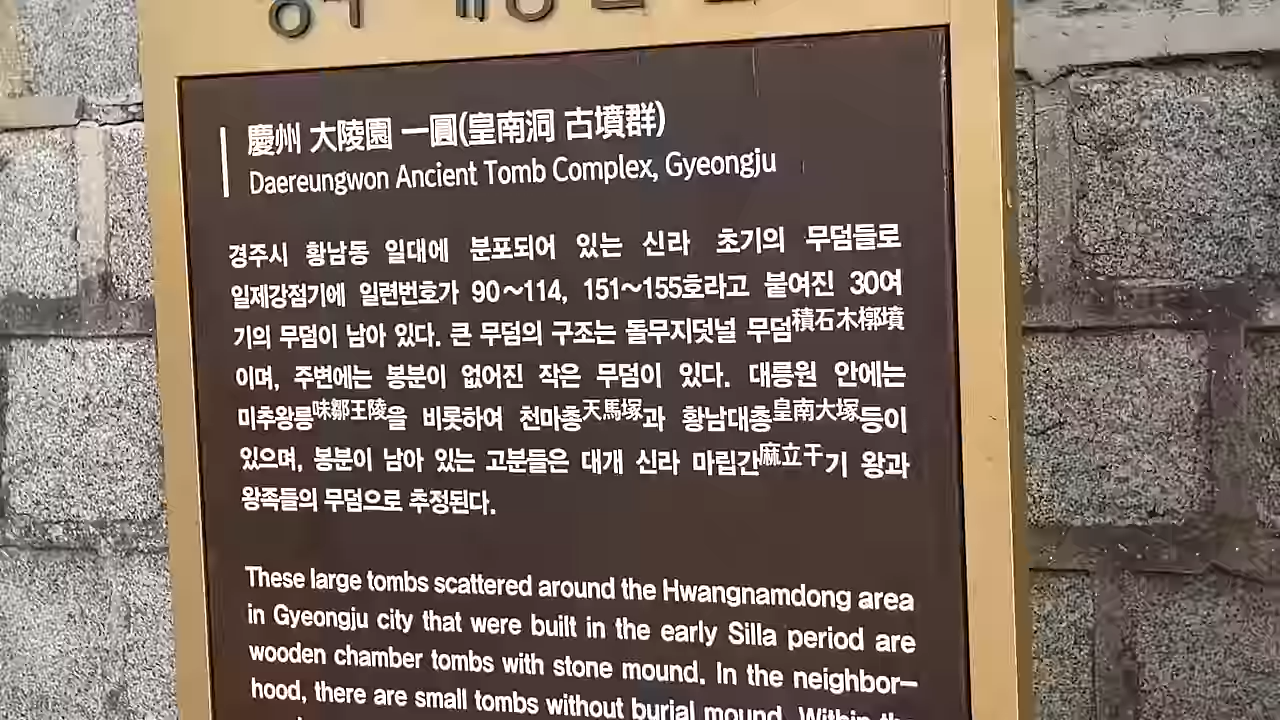 慶州 大陵園 一圓(皇南洞 古墳群)
Daereungwon Ancient Tomb Complex, Gyeongju
경주시 황남동 일대에 분포되어 있는 신라 초기의 무덤들로
일제강점기에 일련번호가 90～114, 151～155호라고 붙여진 30여
기의 무덤이 남아 있다. 큰 무덤의 구조는 돌무지덧널 무덤積石木槨墳
이며, 주변에는 봉분이 없어진 작은 무덤이 있다. 대릉원 안에는
미추왕릉味鄒王陵을 비롯하여 천마총天馬塚과 황남대총皇南大塚등이
있으며, 봉분이 남아 있는 고분들은 대개 신라 마립간麻立干기 왕과
왕족들의 무덤으로 추정된다.
These large tombs scattered around the Hwangnamdong area
in Gyeongju city that were built in the early Silla period are
wooden chamber tombs with stone mound. In the neighbor–
hood, there are small tombs without burial mound. Within the